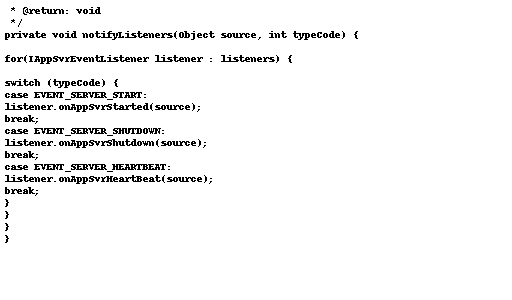 * @return: void
*/
private void notifyListeners(Object source, int typeCode) {
for(IAppSvrEventListener listener : listeners) {
switch (typeCode) {
case EVENT_SERVER_START:
listener.onAppSvrStarted(source);
break;
case EVENT_SERVER_SHUTDOWN:
listener.onAppSvrShutdown(source);
break;
case EVENT_SERVER_HEARTBEAT:
listener.onAppSvrHeartBeat(source);
break;
}
}
}
}